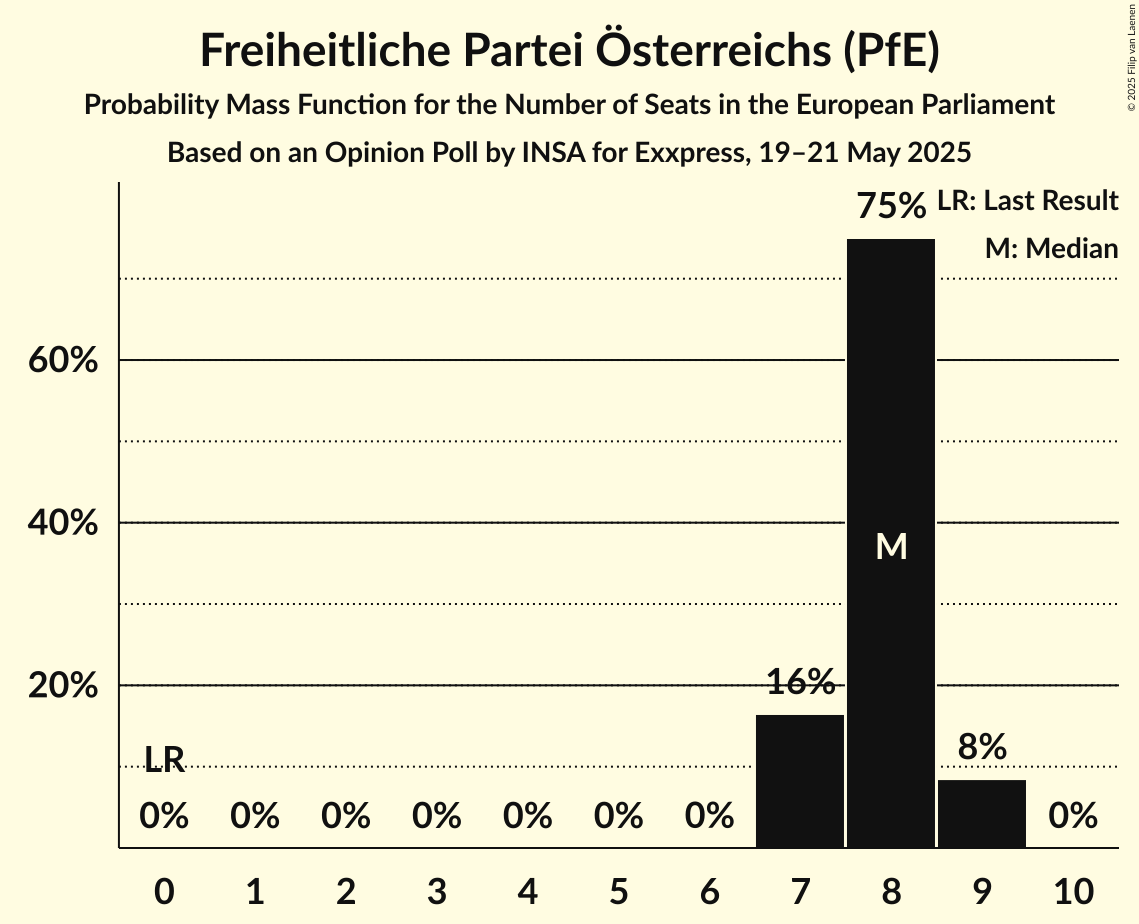 Freiheitliche Partei Österreichs (PfE)
Probability Mass Function for the Number of Seats in the European Parliament
Based on an Opinion Poll by INSA for Exxpress, 19–21 May 2025
© 2025 Filip van Laenen
LR: Last Result
M: Median
75%
60%
40%
M
20%
16%
LR
8%
0% 0% 0% 0% 0% 0% 0% 0%
0 1 2 3 4 5 6 7 8 9 10